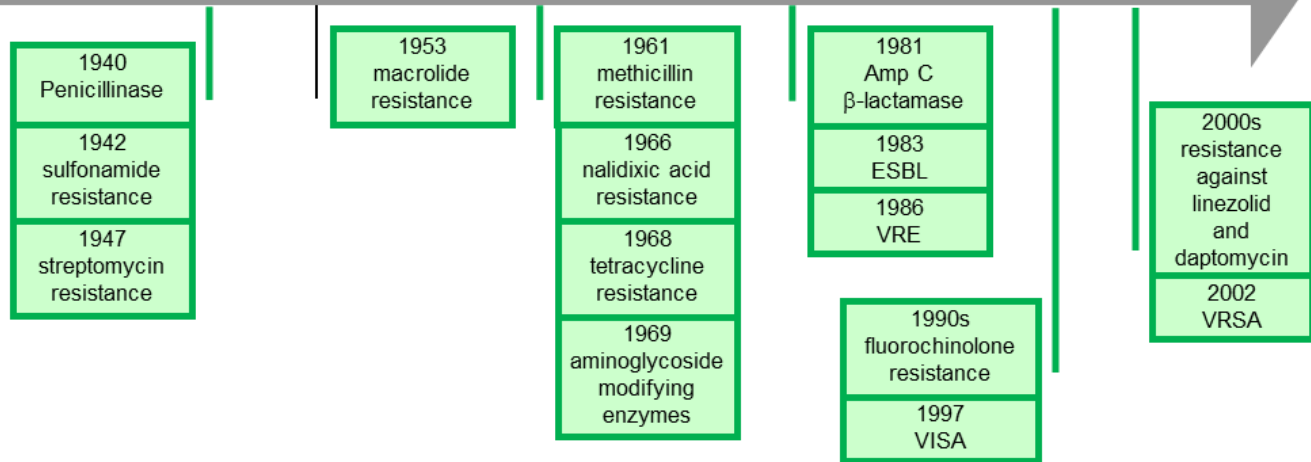 1940
Penicillinase
1942
sulfonamide
resistance
1947
streptomycin
resistance
1953
macrolide
resistance
1961
methicillin
resistance
1966
nalidixic acid
resistance
1968
tetracycline
resistance
1969
aminoglycoside
modifying
enzymes
1981
Amp C
β-lactamase
1983
ESBL
1986
VRE
1990s
fluorochinolone
resistance
1997
VISA
2000s
resistance
against
linezolid
and
daptomycin
2002
VRSA